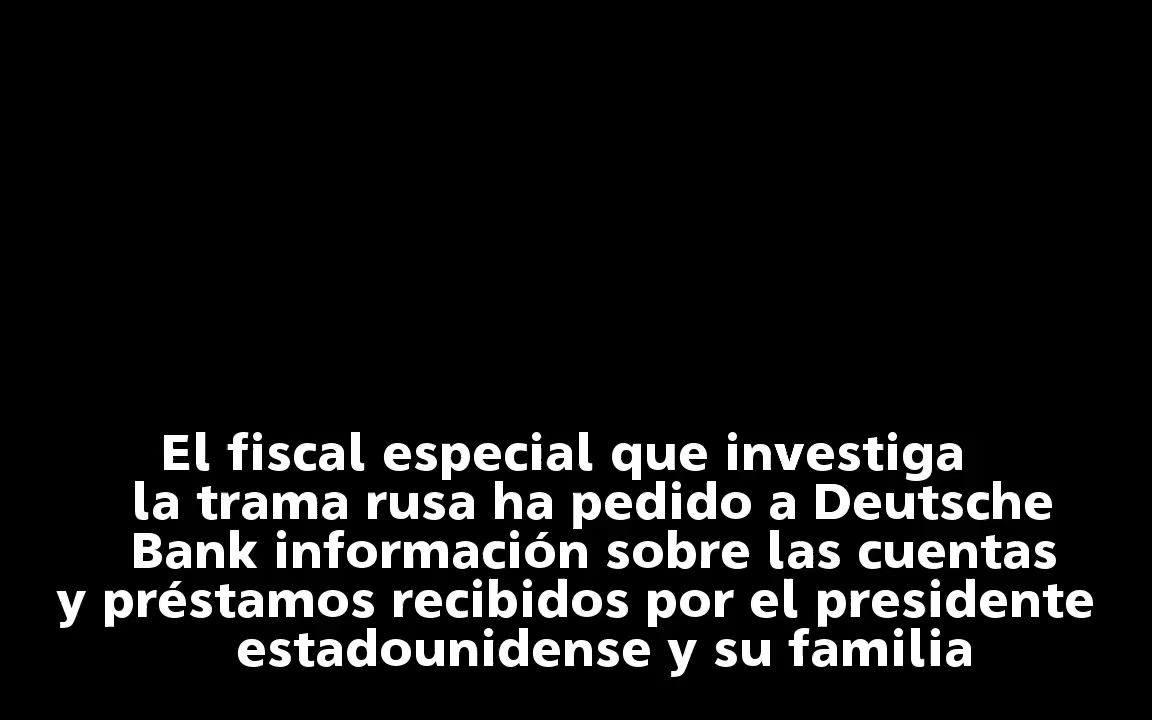 El fiscal especial que investiga
la trama rusa ha pedido a Deutsche
Bank información sobre las cuentas
y préstamos recibidos por el presidente
estadounidense y su familia